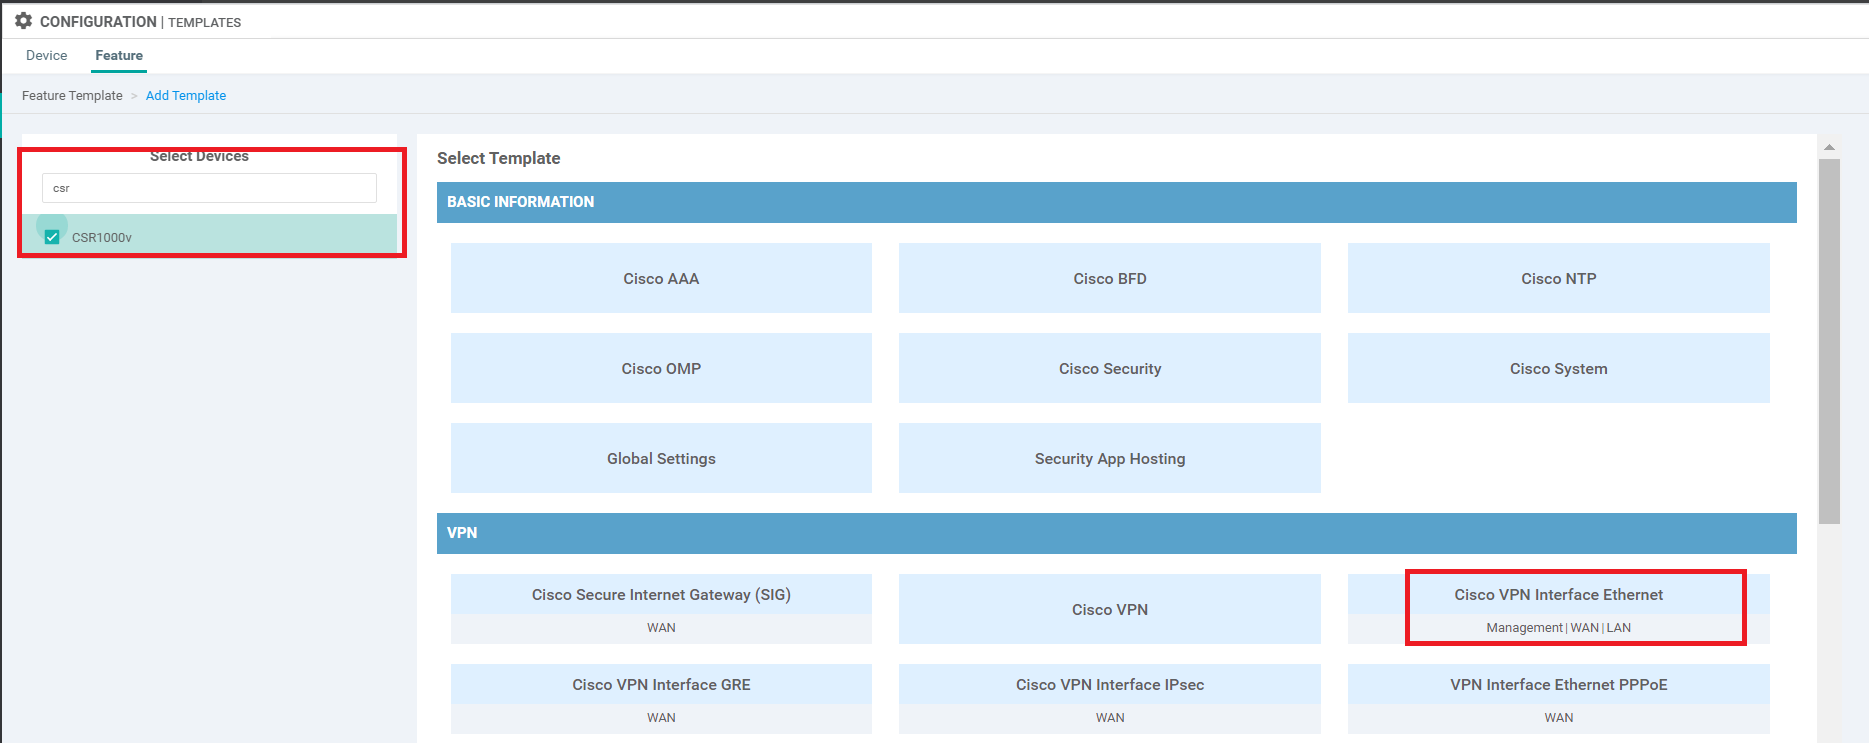 CONFIGURATION | TEMPLATES
Device Feature
Feature Template > Add Template
Select Devices
csr
CSR1000v
Select Template
BASIC INFORMATION
Cisco AAA Cisco BFD Cisco NTP
Cisco OMP Cisco Security Cisco System
Global Settings Security App Hosting
VPN
Cisco Secure Internet Gateway (SIG) Cisco VPN Cisco VPN Interface Ethernet
WAN Management | WAN | LAN
Cisco VPN Interface GRE Cisco VPN Interface IPsec VPN Interface Ethernet PPPoE
WAN WAN WAN